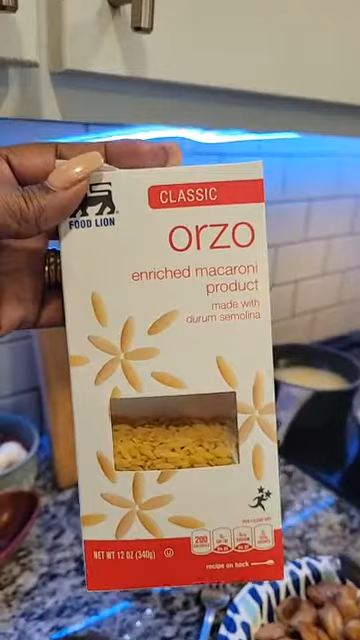 CLASSIC
FOOD LION
orzo
enriched macaroni
product
made with
durum semolina
200
NET WT 12 OZ (340g)
recipe on back